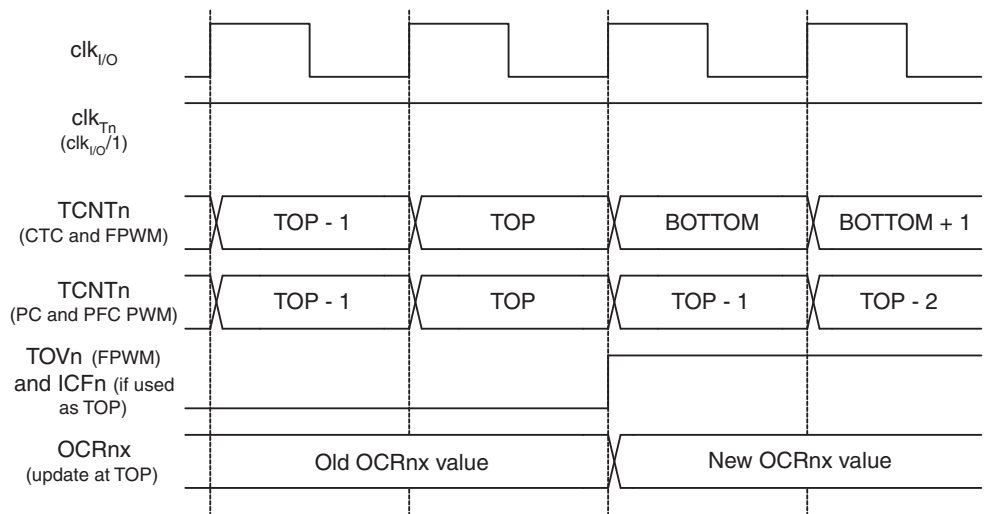 clkI/O
clkTn
(clkI/O/1)
TCNTn
(CTC and FPWM)
TOP - 1 TOP BOTTOM BOTTOM + 1
TCNTn
(PC and PFC PWM)
TOP - 1 TOP TOP - 1 TOP - 2
TOVn (FPWM)
and ICFn (if used
as TOP)
OCRnx
(update at TOP)
Old OCRnx value New OCRnx value